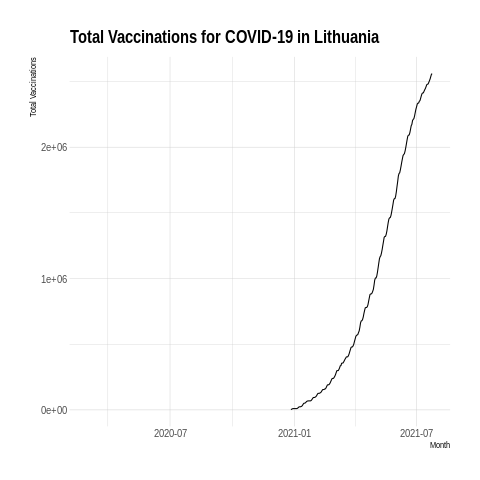 Total Vaccinations for COVID-19 in Lithuania
Total Vaccinations
2e+06
1e+06
0e+00
2020-07 2021-01 2021-07
Month